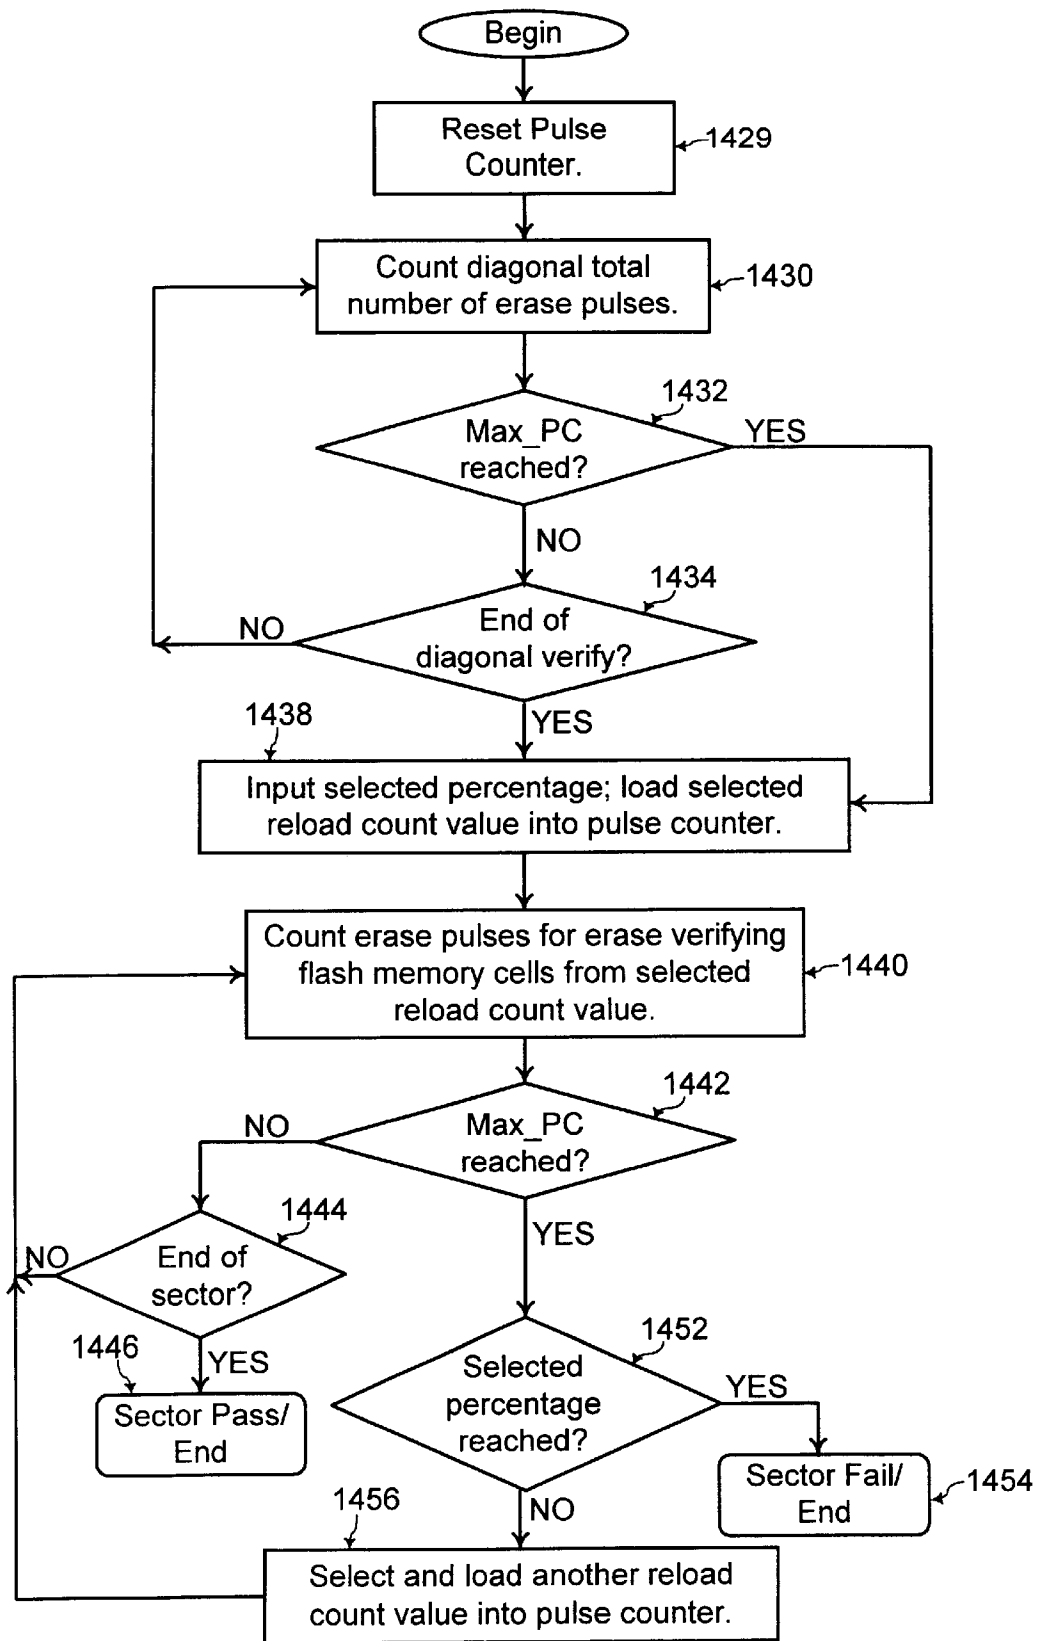 Begin
Reset Pulse
Counter.
1429
Count diagonal total
number of erase pulses.
1430
1432
Max_PC
reached?
YES
NO
1434
End of
diagonal verify?
NO
YES
1438
Input selected percentage; load selected
reload count value into pulse counter.
Count erase pulses for erase verifying
flash memory cells from selected
reload count value.
1440
1442
Max_PC
reached?
NO
YES
1444
End of
sector?
NO
YES
1446
Sector Pass/
End
1452
Selected
percentage
reached?
YES
Sector Fail/
End
1454
NO
1456
Select and load another reload
count value into pulse counter.